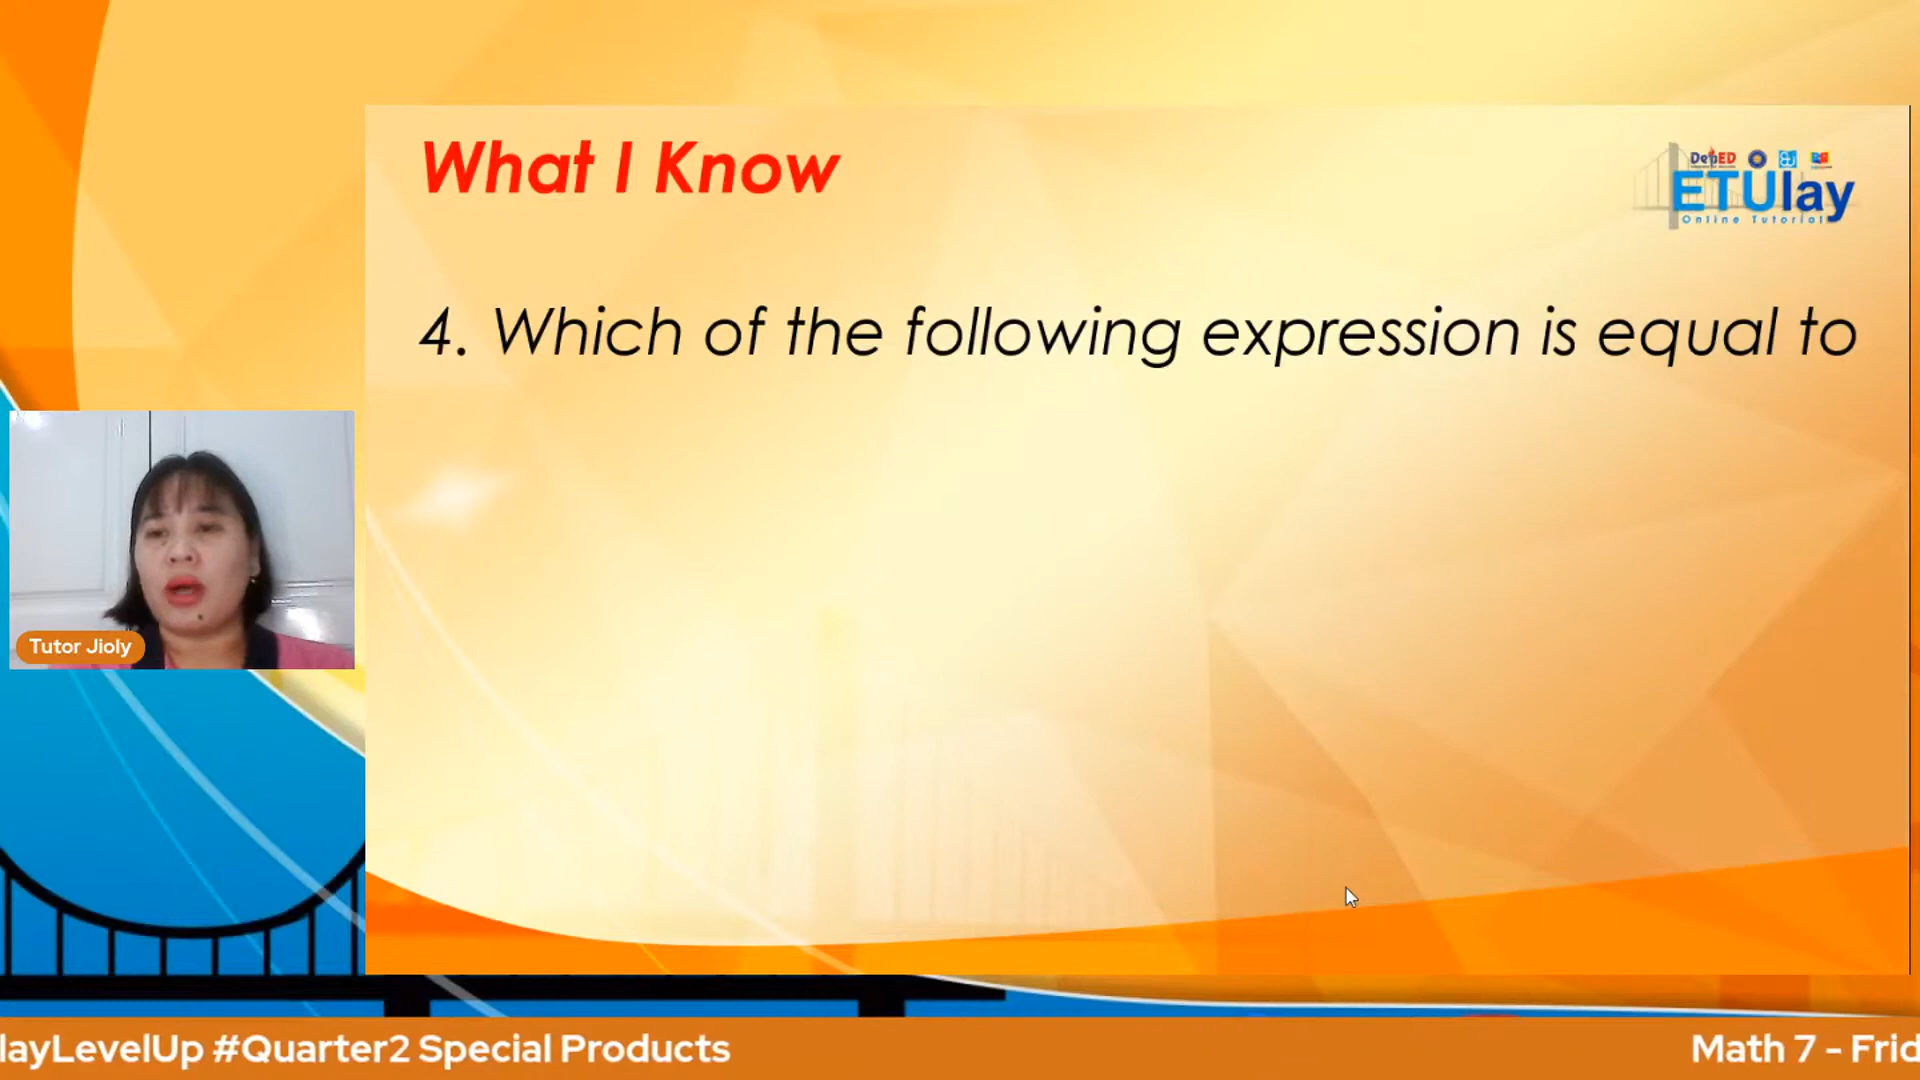 What I Know
DepED
ETUlay
Online Tutorial
4. Which of the following expression is equal to
Tutor Jioly
layLevelUp #Quarter2 Special Products
Math 7 - Frid